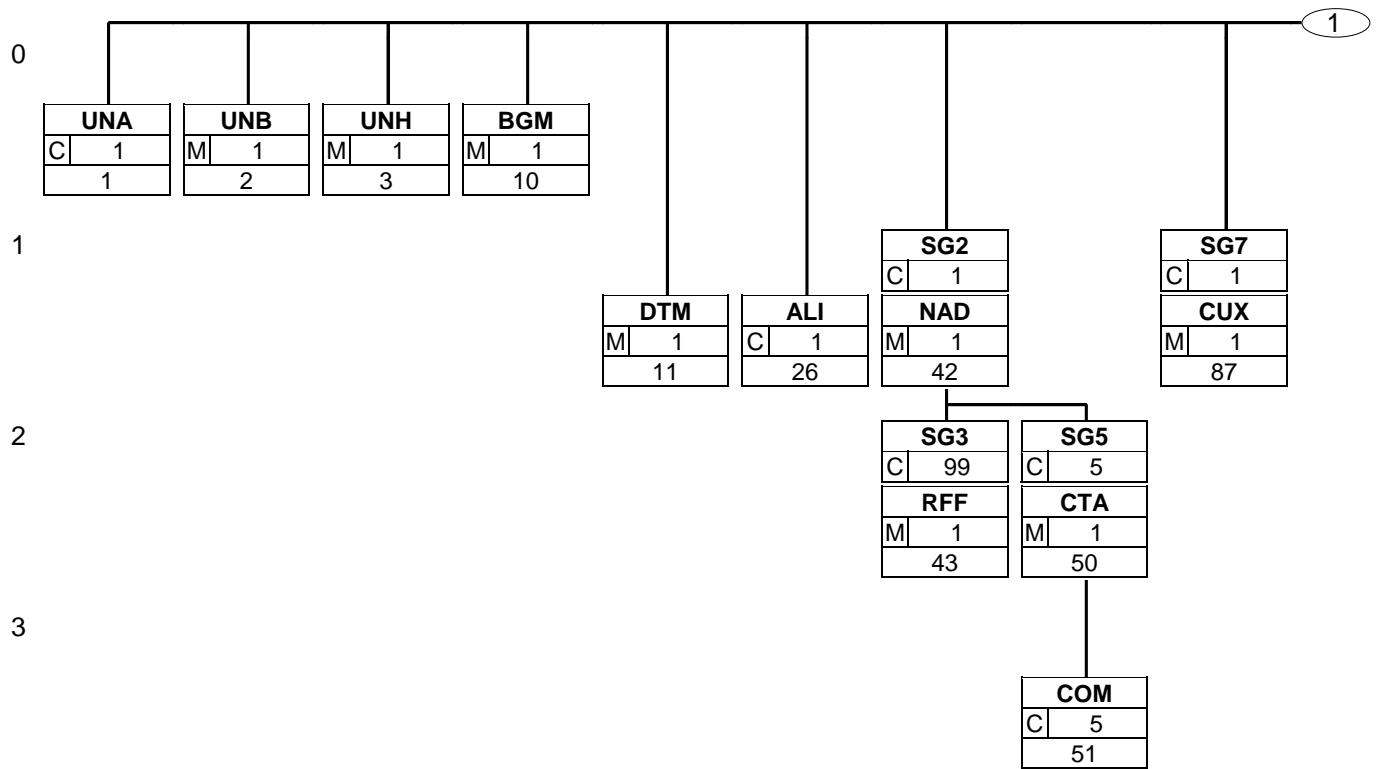 1
0
UNA UNB UNH BGM
C 1 M 1 M 1 M 1
1 2 3 10
1 SG2 SG7
C 1 C 1
DTM ALI NAD CUX
M 1 C 1 M 1 M 1
11 26 42 87
2 SG3 SG5
C 99 C 5
RFF CTA
M 1 M 1
43 50
3
COM
C 5
51